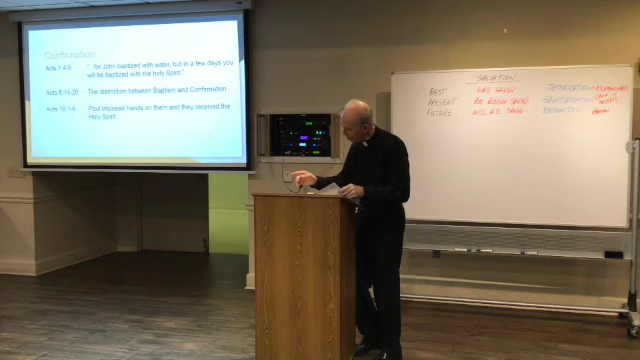 Confirmation
Acts 1:4-5 "; for John baptized with water, but in a few days you
will be baptized with the holy Spirit."
Acts 8:14-20 The distinction between Baptism and Confirmation
Acts 19:1-6 Paul imposed hands on them and they received the
Holy Spirit
SALVATION
PAST WAS SAVED JUSTIFICATION
PRESENT AM BEING SAVED SANCTIFICATION
FUTURE WILL BE SAVED